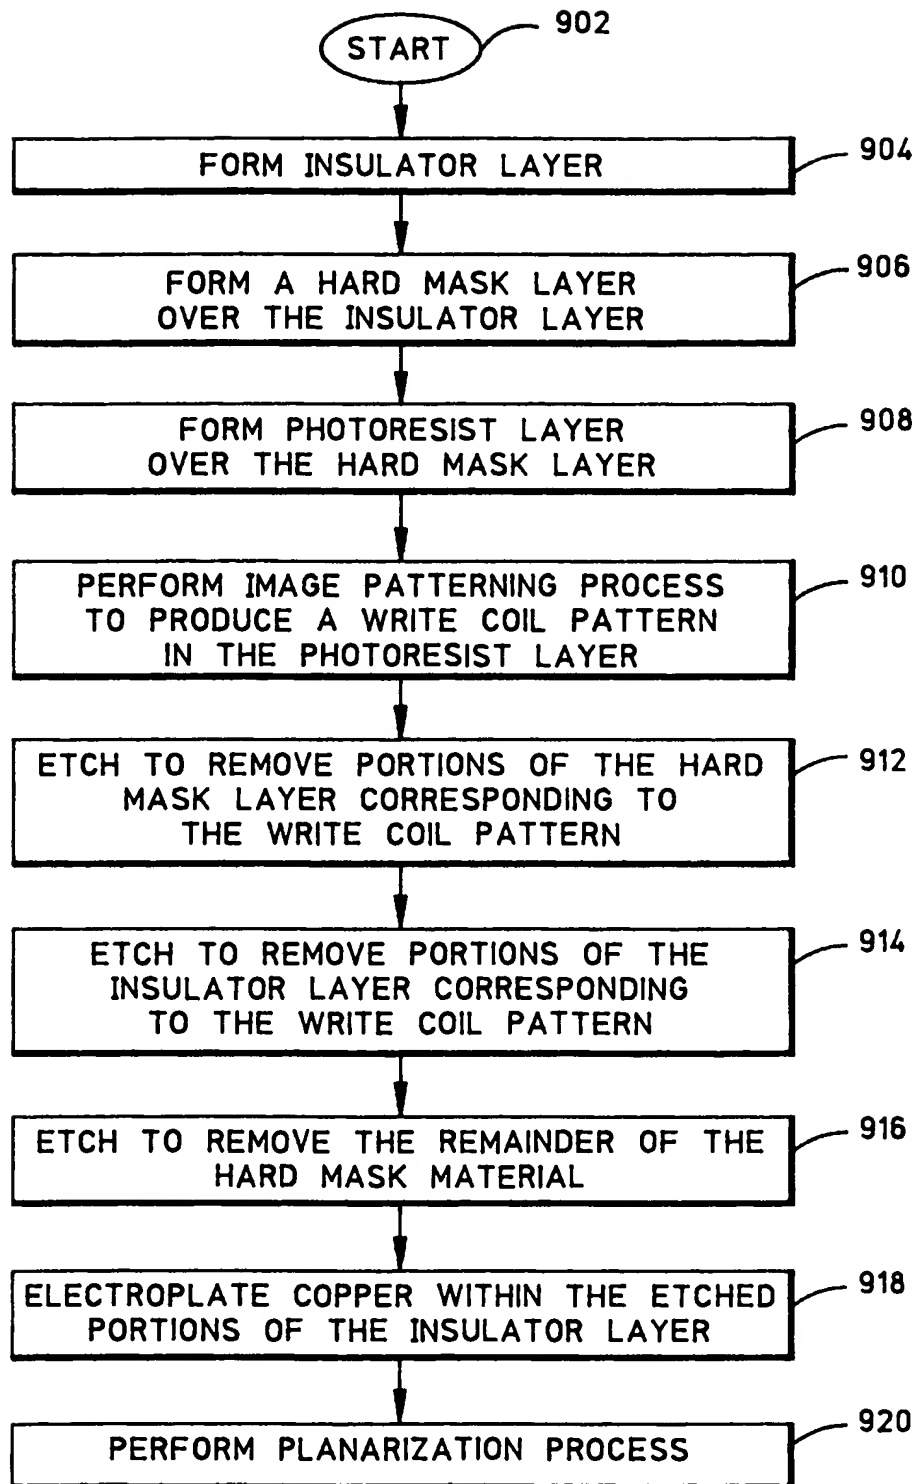 START
902
FORM INSULATOR LAYER
904
FORM A HARD MASK LAYER
OVER THE INSULATOR LAYER
906
FORM PHOTORESIST LAYER
OVER THE HARD MASK LAYER
908
PERFORM IMAGE PATTERNING PROCESS
TO PRODUCE A WRITE COIL PATTERN
IN THE PHOTORESIST LAYER
910
ETCH TO REMOVE PORTIONS OF THE HARD
MASK LAYER CORRESPONDING TO
THE WRITE COIL PATTERN
912
ETCH TO REMOVE PORTIONS OF THE
INSULATOR LAYER CORRESPONDING
TO THE WRITE COIL PATTERN
914
ETCH TO REMOVE THE REMAINDER OF THE
HARD MASK MATERIAL
916
ELECTROPLATE COPPER WITHIN THE ETCHED
PORTIONS OF THE INSULATOR LAYER
918
PERFORM PLANARIZATION PROCESS
920